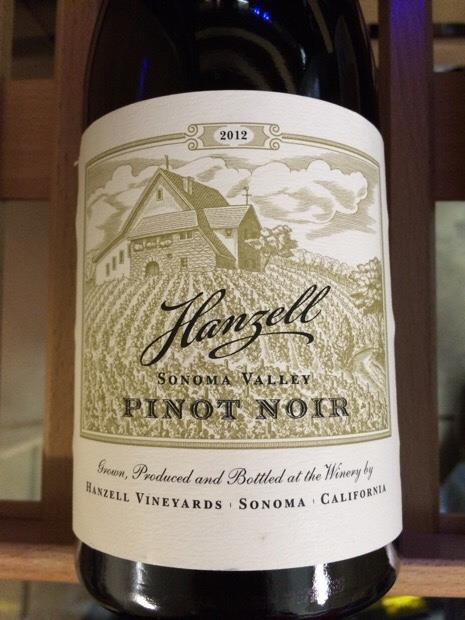 2012
Hanzell
SONOMA VALLEY
PINOT NOIR
Grown, Produced and Bottled at the Winery by
HANZELL VINEYARDS | SONOMA | CALIFORNIA